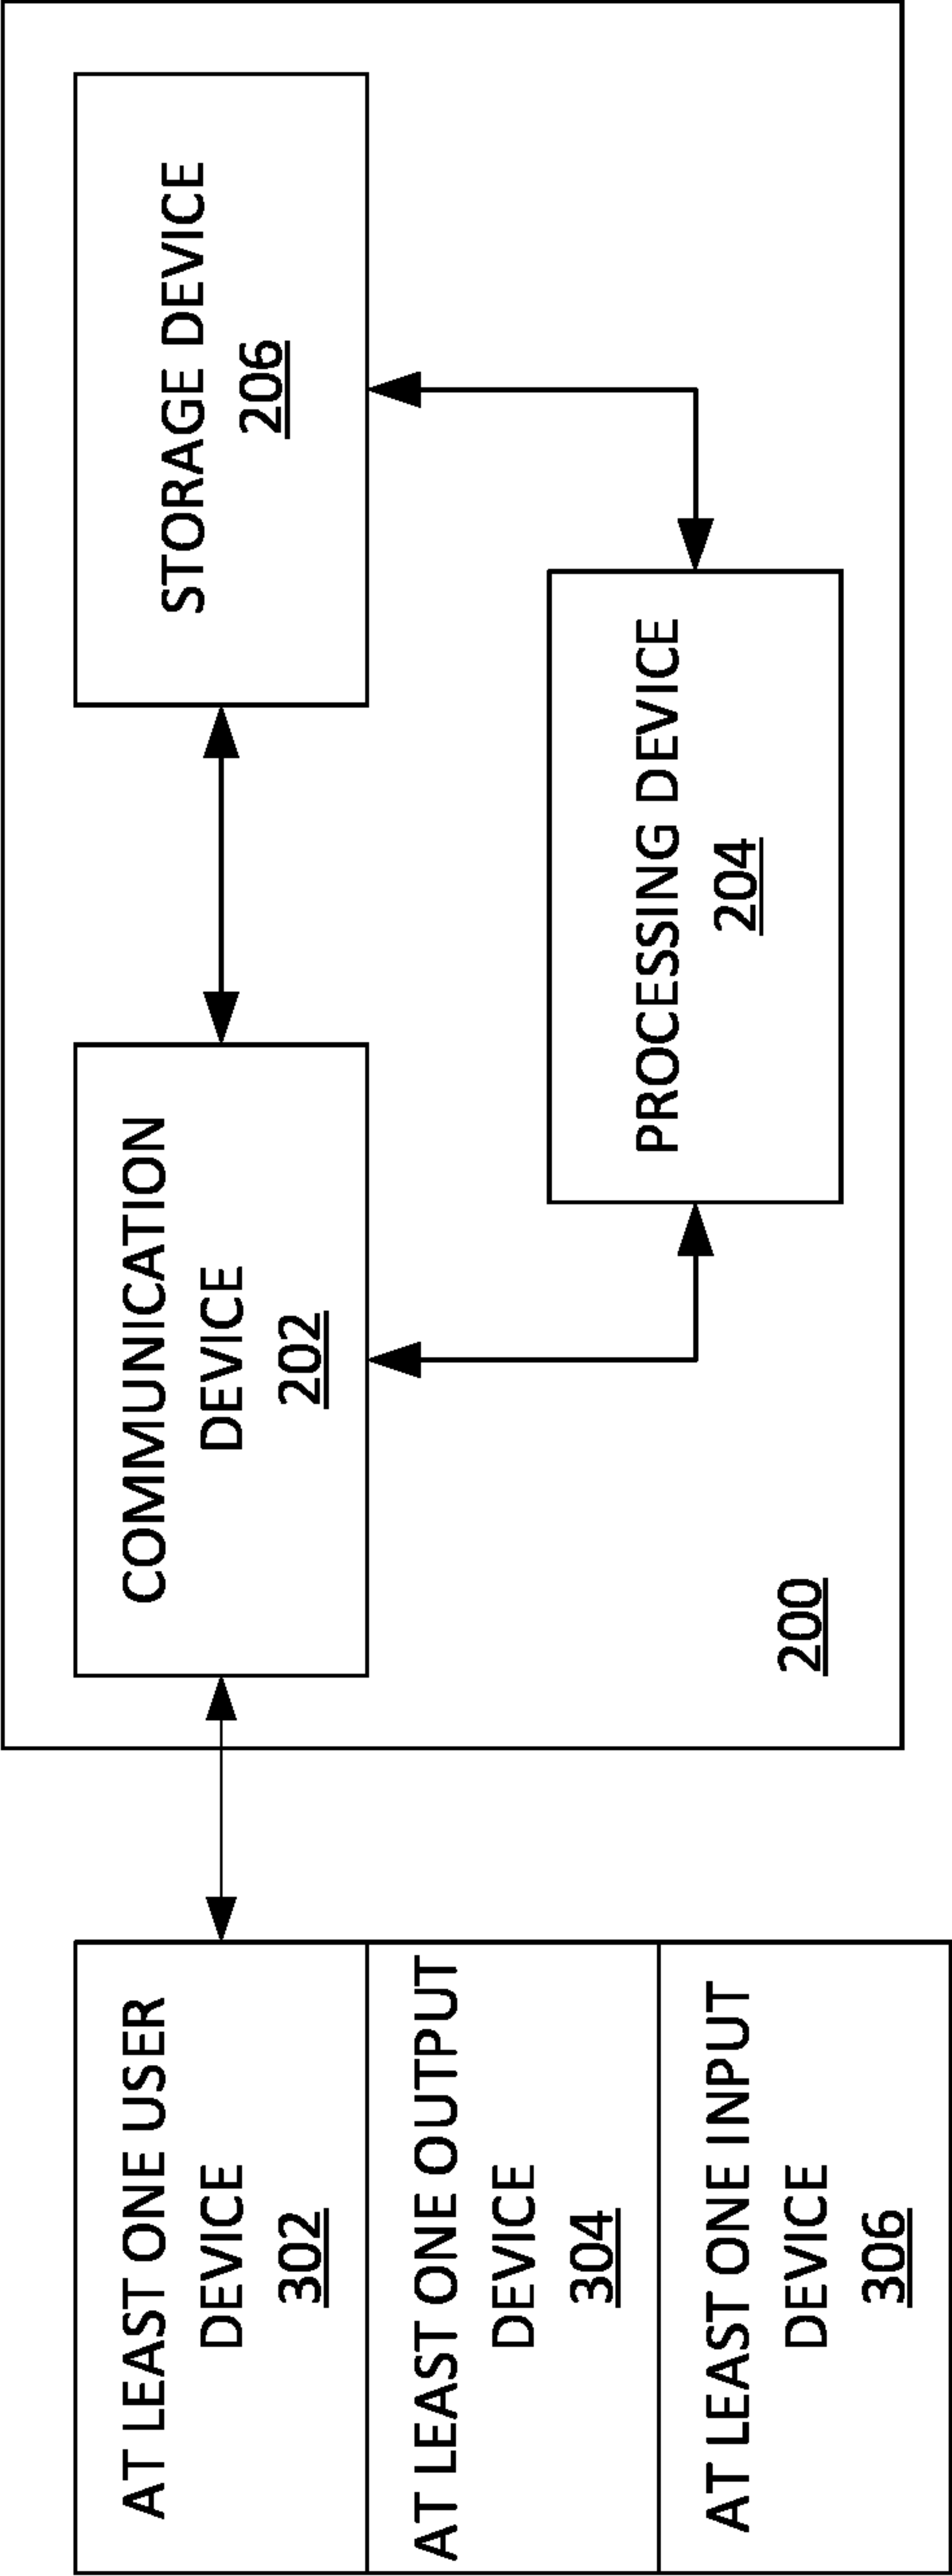 AT LEAST ONE USER
DEVICE
302
AT LEAST ONE OUTPUT
DEVICE
304
AT LEAST ONE INPUT
DEVICE
306
COMMUNICATION
DEVICE
202
STORAGE DEVICE
206
PROCESSING DEVICE
204
200